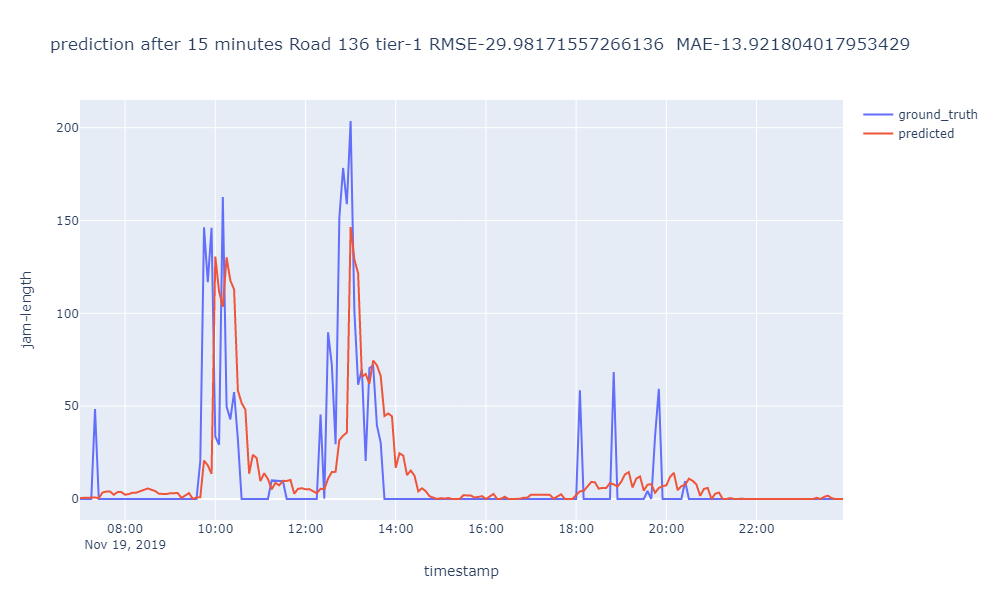 prediction after 15 minutes Road 136 tier-1 RMSE-29.98171557266136  MAE-13.921804017953429
ground_truth
predicted
200
150
100
50
0
jam-length
08:00 10:00 12:00 14:00 16:00 18:00 20:00 22:00
Nov 19, 2019
timestamp